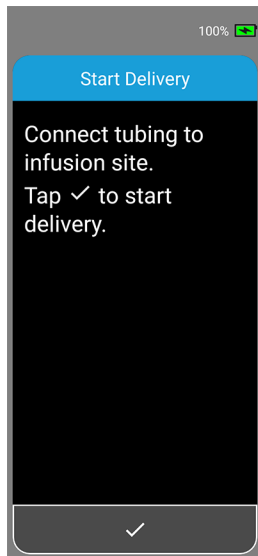 100%
Start Delivery
Connect tubing to
infusion site.
Tap ✓ to start
delivery.